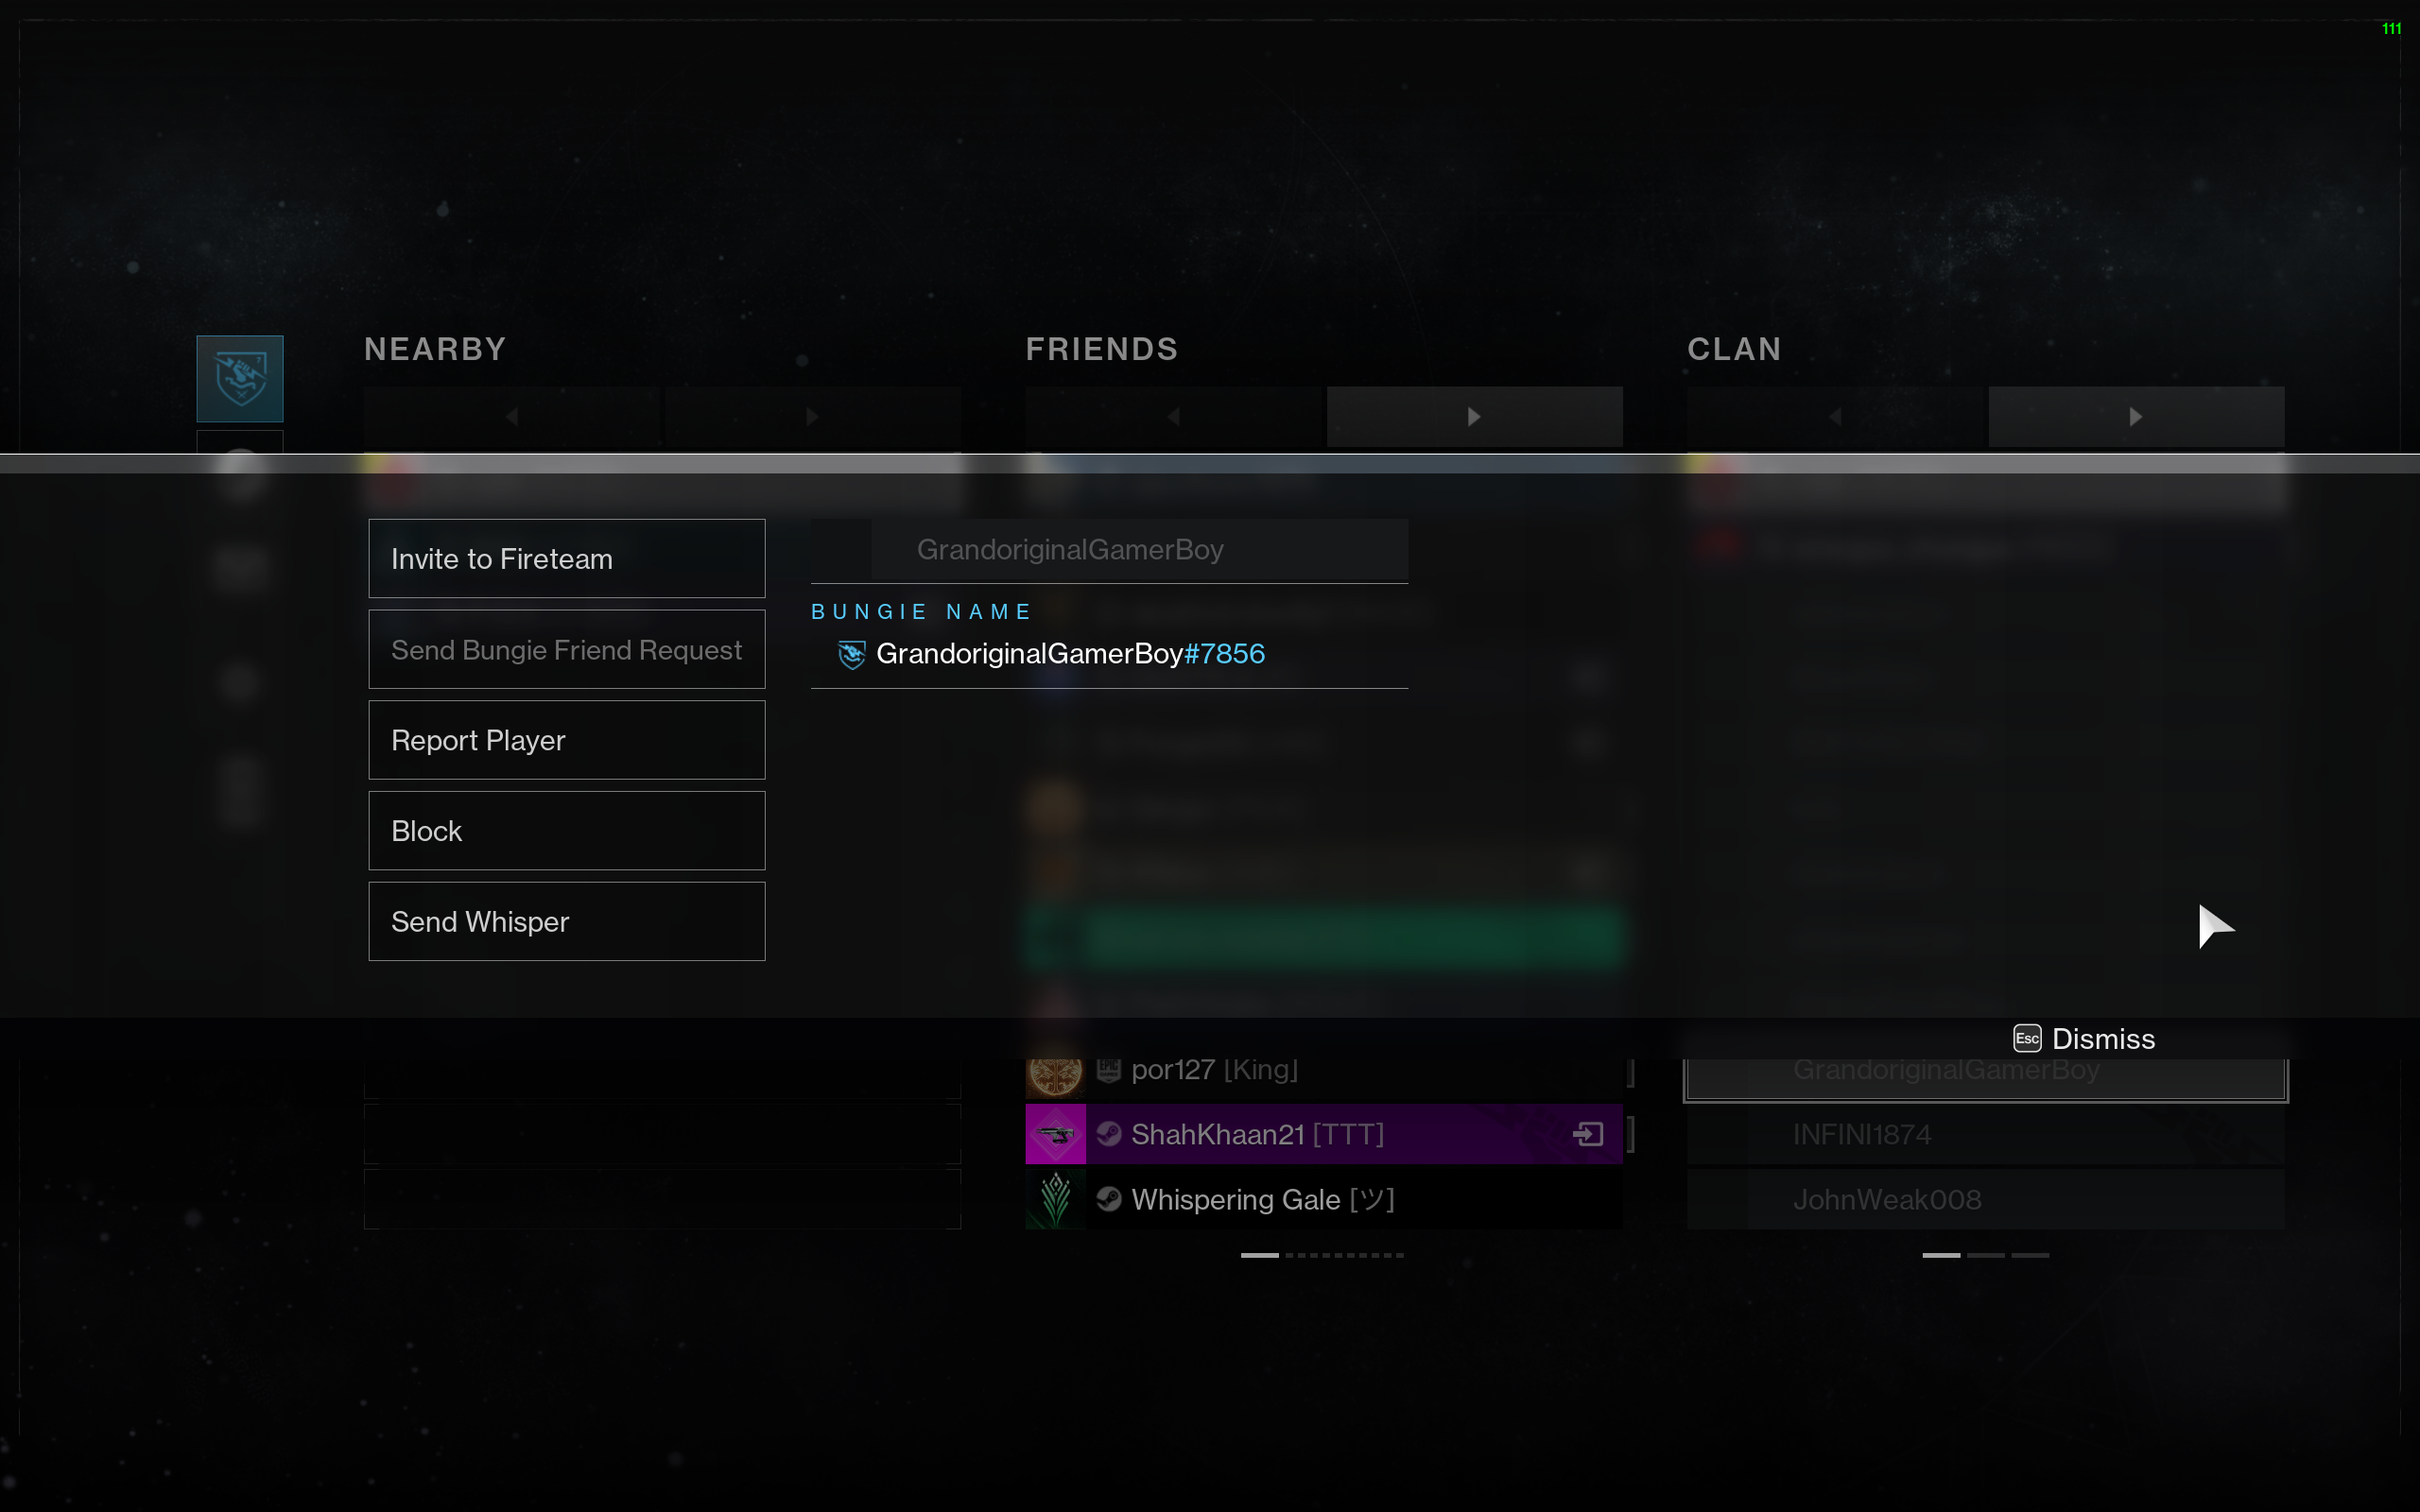 111
NEARBY
FRIENDS
CLAN
Invite to Fireteam
Send Bungie Friend Request
Report Player
Block
Send Whisper
GrandoriginalGamerBoy
BUNGIE NAME
GrandoriginalGamerBoy#7856
Esc Dismiss
por127 [King]
ShahKhaan21 [TTT]
Whispering Gale [ツ]
GrandoriginalGamerBoy
INFINI1874
JohnWeak008